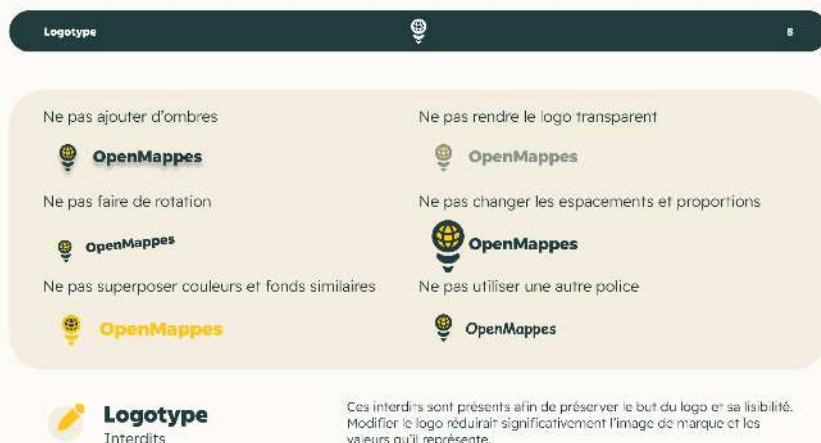 Logotype
8
Ne pas ajouter d'ombres
Ne pas rendre le logo transparent
OpenMappes
OpenMappes
Ne pas faire de rotation
Ne pas changer les espacements et proportions
OpenMappes
OpenMappes
Ne pas superposer couleurs et fonds similaires
Ne pas utiliser une autre police
OpenMappes
OpenMappes
Logotype
Interdits
Ces interdits sont présents afin de préserver le but du logo et sa lisibilité.
Modifier le logo réduirait significativement l'image de marque et les
valeurs qu'il représente.